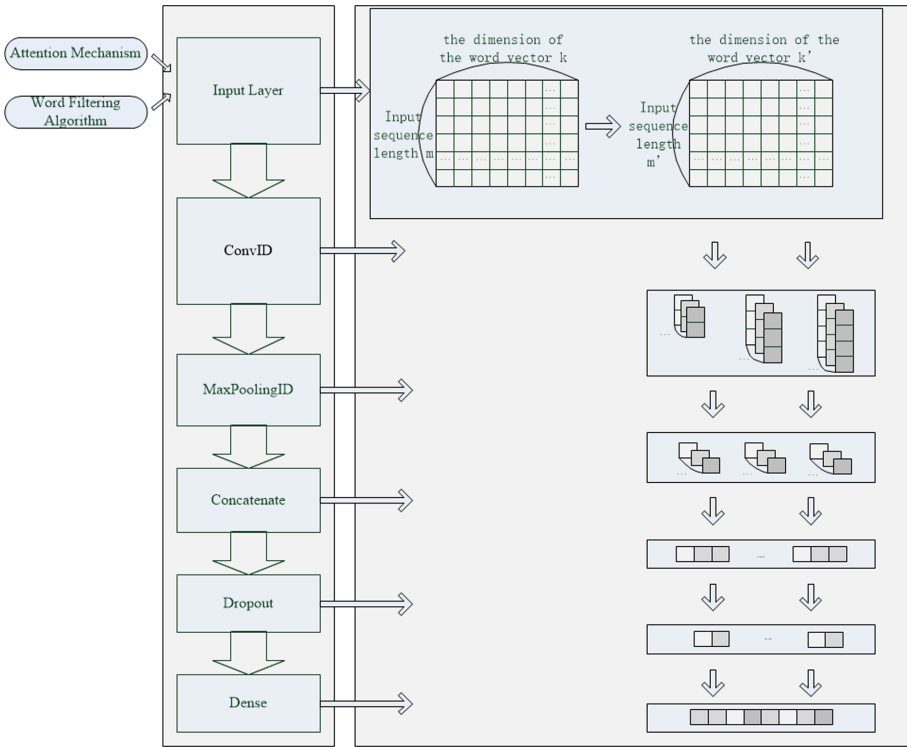 Attention Mechanism
Word Filtering
Algorithm
Input Layer
ConvID
MaxPoolingID
Concatenate
Dropout
Dense
the dimension of
the word vector k
Input
sequence
length m
the dimension of the
word vector k’
Input
sequence
length
m’